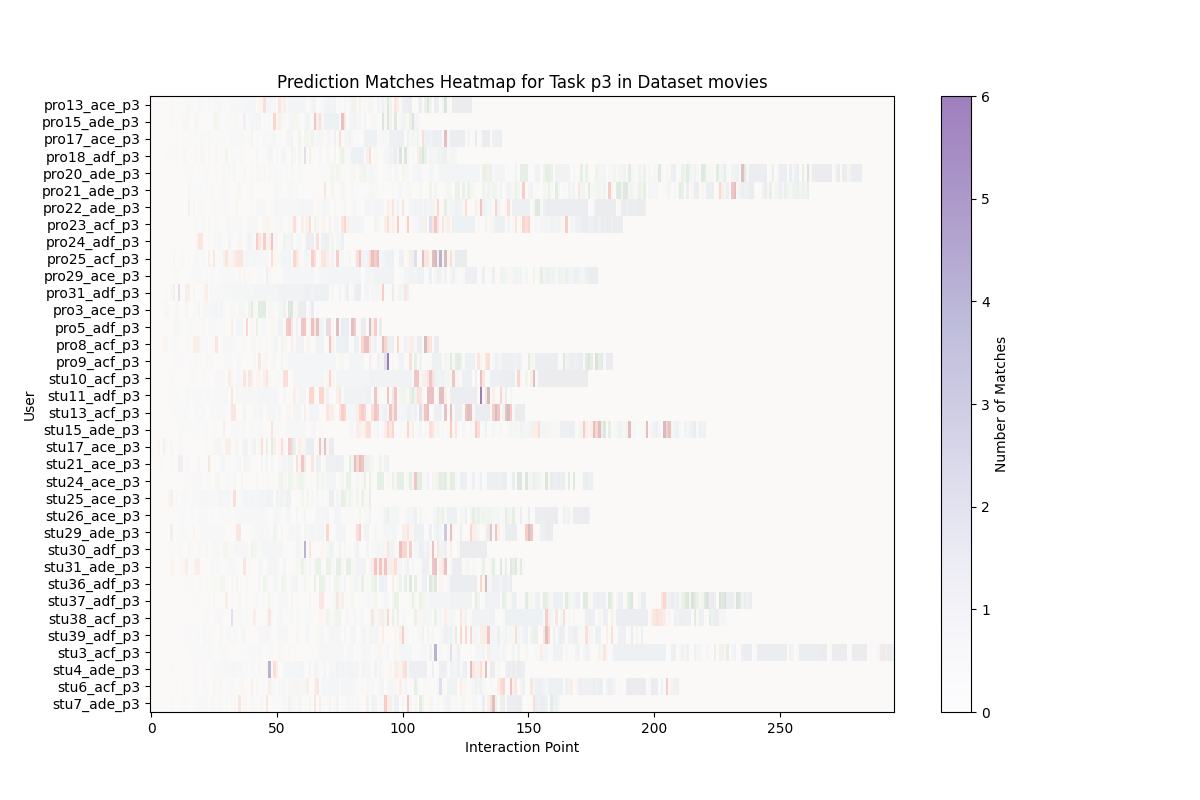 Prediction Matches Heatmap for Task p3 in Dataset movies
pro13_ace_p3
pro15_ade_p3
pro17_ace_p3
pro18_adf_p3
pro20_ade_p3
pro21_ade_p3
pro22_ade_p3
pro23_acf_p3
pro24_adf_p3
pro25_acf_p3
pro29_ace_p3
pro31_adf_p3
pro3_ace_p3
pro5_adf_p3
pro8_acf_p3
pro9_acf_p3
stu10_acf_p3
stu11_adf_p3
stu13_acf_p3
stu15_ade_p3
stu17_ace_p3
stu21_ace_p3
stu24_ace_p3
stu25_ace_p3
stu26_ace_p3
stu29_ade_p3
stu30_adf_p3
stu31_ade_p3
stu36_adf_p3
stu37_adf_p3
stu38_acf_p3
stu39_adf_p3
stu3_acf_p3
stu4_ade_p3
stu6_acf_p3
stu7_ade_p3
User
0 50 100 150 200 250
Interaction Point
6
5
4
3
2
1
0
Number of Matches